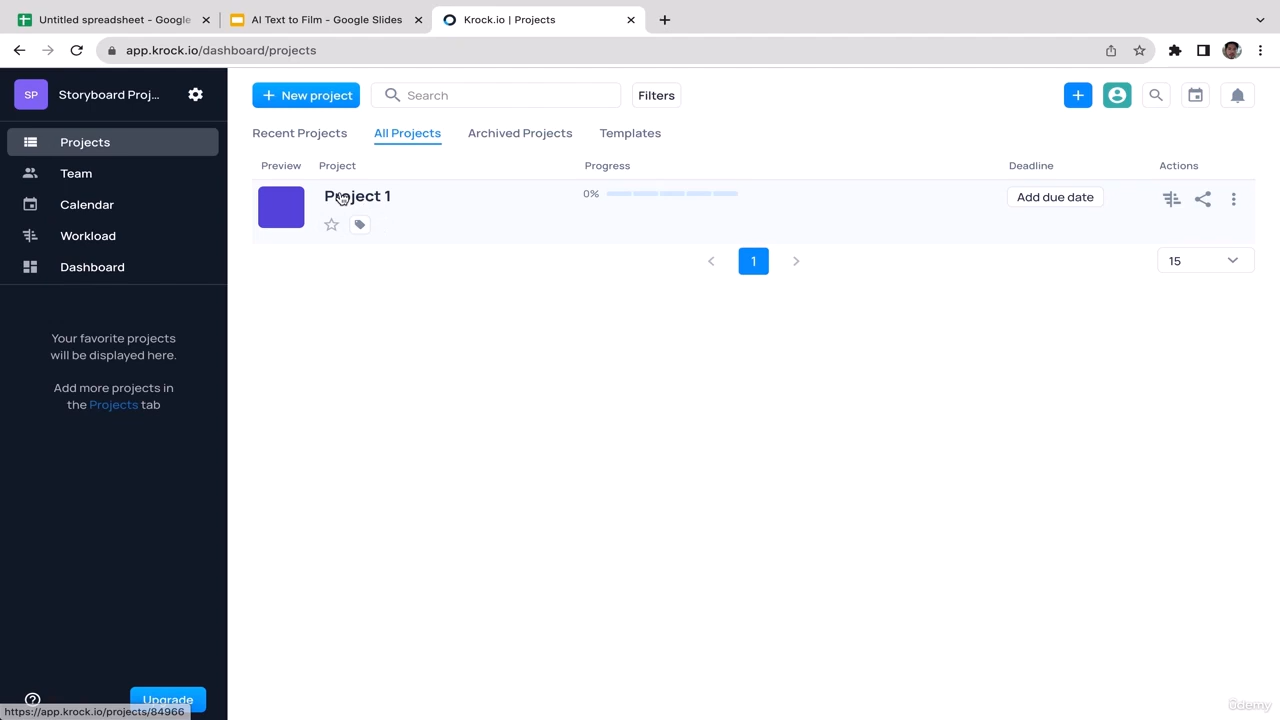 Untitled spreadsheet - Google
AI Text to Film - Google Slides
Krock.io | Projects
app.krock.io/dashboard/projects
SP
Storyboard Proj...
New project
Search
Filters
Projects
Team
Calendar
Workload
Dashboard
Recent Projects
All Projects
Archived Projects
Templates
Preview
Project
Progress
Deadline
Actions
Project 1
0%
Add due date
1
15
Your favorite projects
will be displayed here.
Add more projects in
the Projects tab
Upgrade
https://app.krock.io/projects/84966
ûdemy